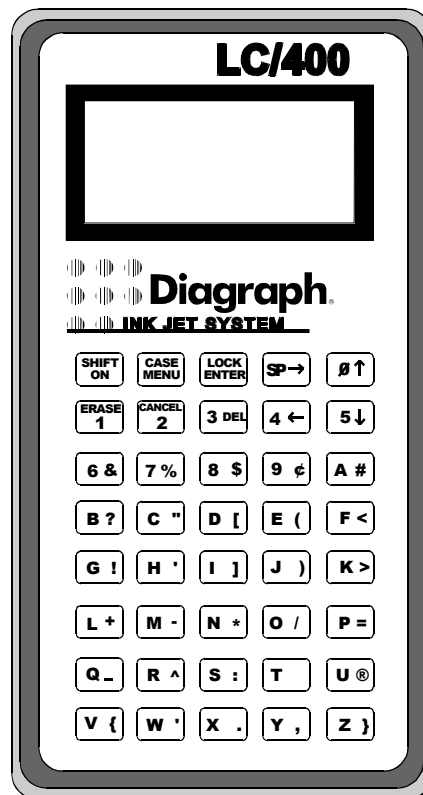 LC/400
Diagraph®
INK JET SYSTEM
SHIFT ON CASE MENU LOCK ENTER SP→ Ø↑
ERASE 1 CANCEL 2 3 DEL 4 ← 5↓
6 & 7 % 8 $ 9 ¢ A #
B ? C " D [ E ( F <
G ! H ' I ] J ) K >
L + M - N * O / P =
Q _ R ^ S : T U ®
V { W ' X . Y , Z }